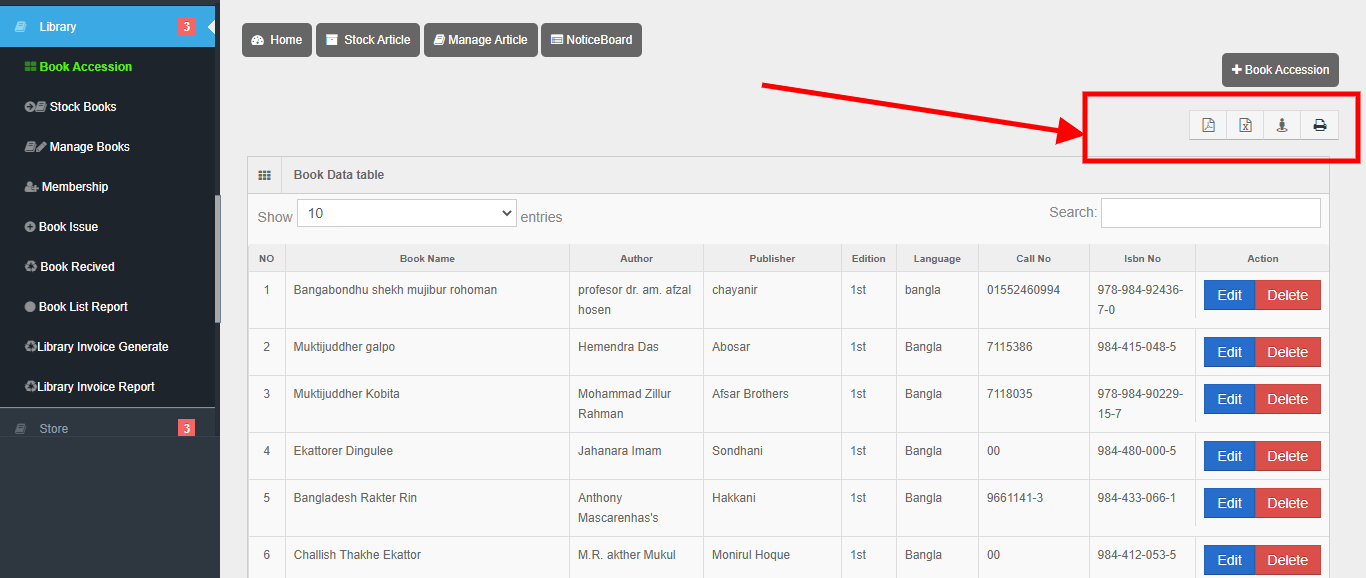 Library 3
Book Accession
Stock Books
Manage Books
Membership
Book Issue
Book Recived
Book List Report
Library Invoice Generate
Library Invoice Report
Store 3
Home Stock Article Manage Article NoticeBoard
Book Accession
Book Data table
Show 10 entries Search:
NO Book Name Author Publisher Edition Language Call No Isbn No Action
1 Bangabondhu shekh mujibur rohoman profesor dr. am. afzal chayanir 1st bangla 01552460994 978-984-92436- Edit Delete
hosen 7-0
2 Muktijuddher galpo Hemendra Das Abosar 1st Bangla 7115386 984-415-048-5 Edit Delete
3 Muktijuddher Kobita Mohammad Zillur Afsar Brothers 1st Bangla 7118035 978-984-90229- Edit Delete
Rahman 15-7
4 Ekattorer Dingulee Jahanara Imam Sondhani 1st Bangla 00 984-480-000-5 Edit Delete
5 Bangladesh Rakter Rin Anthony Hakkani 1st Bangla 9661141-3 984-433-066-1 Edit Delete
Mascarenhas's
6 Challish Thakhe Ekattor M.R. akther Mukul Monirul Hoque 1st Bangla 00 984-412-053-5 Edit Delete